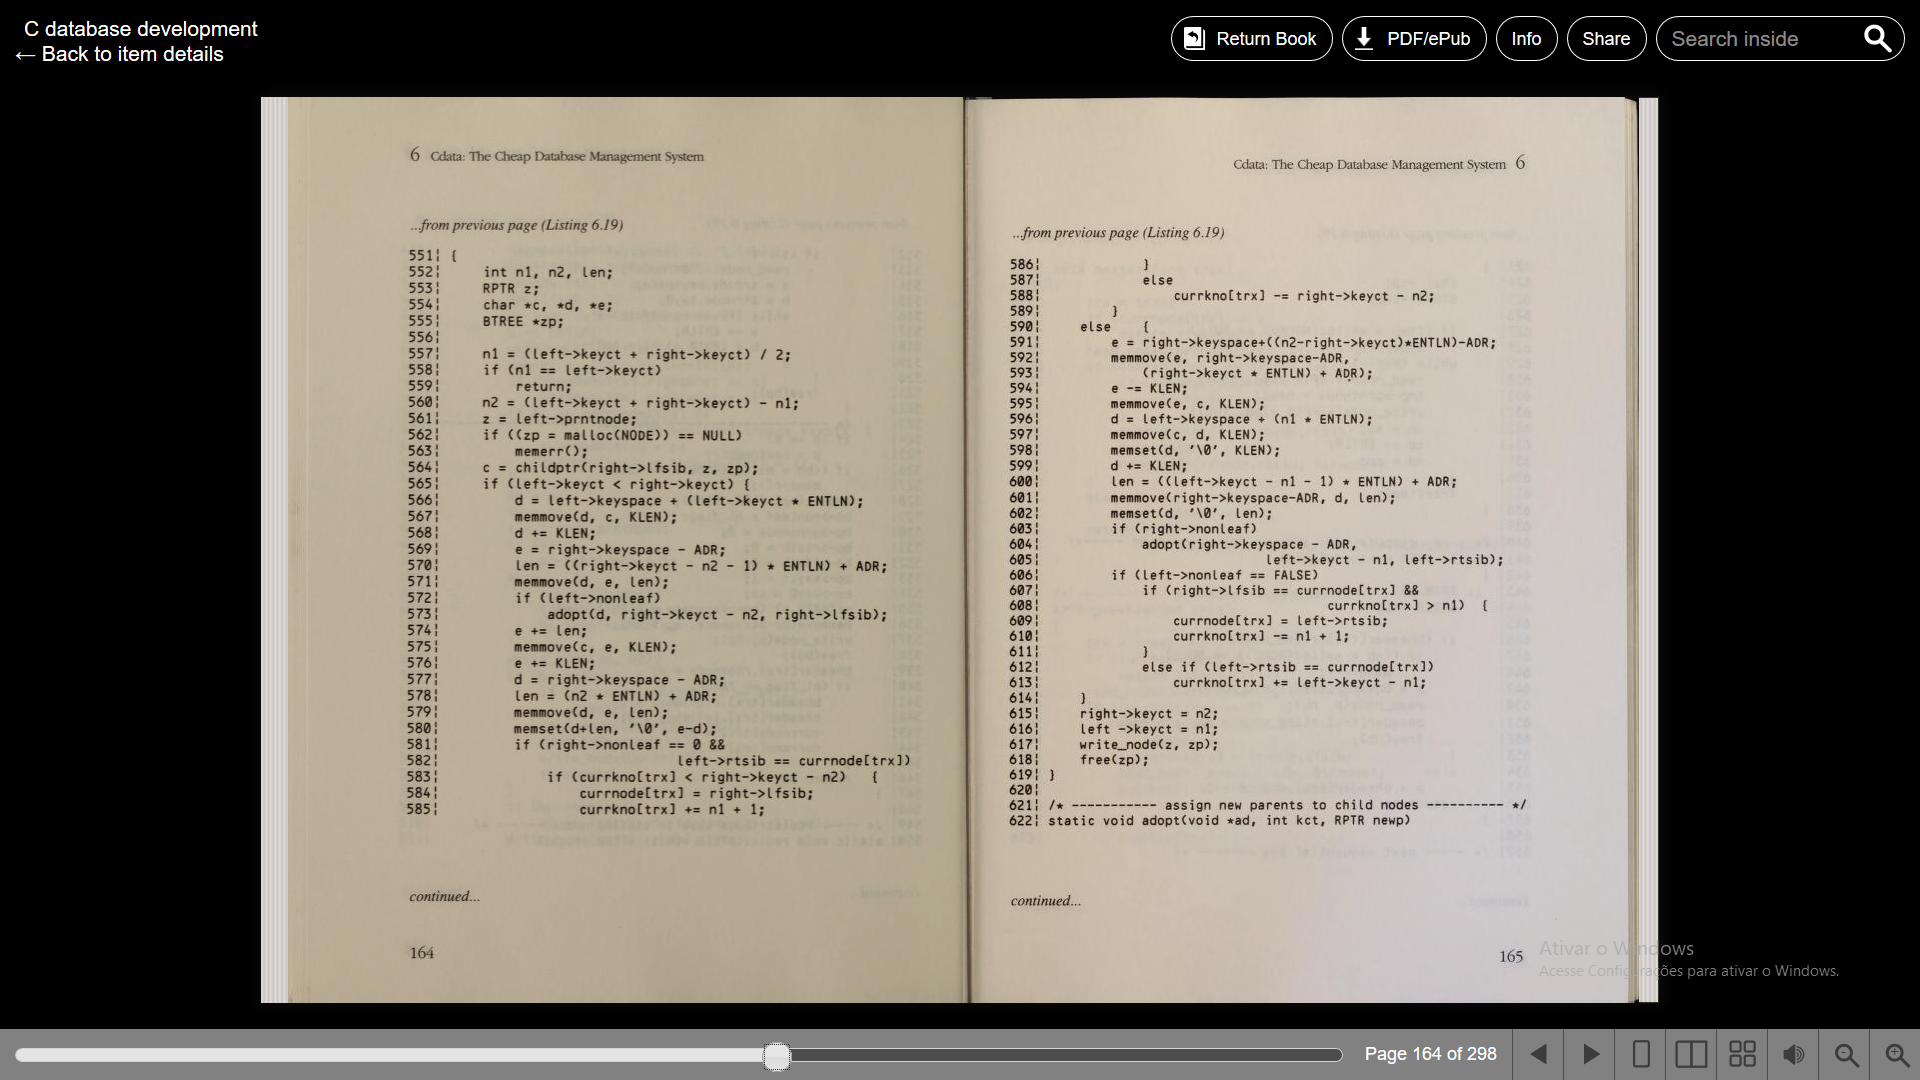 C database development
← Back to item details
Return Book
PDF/ePub
Info
Share
Search inside
6 Cdata: The Cheap Database Management System
...from previous page (Listing 6.19)
551¦ {
552¦ int n1, n2, len;
553¦ RPTR z;
554¦ char *c, *d, *e;
555¦ BTREE *zp;
556¦
557¦ n1 = (left->keyct + right->keyct) / 2;
558¦ if (n1 == left->keyct)
559¦ return;
560¦ n2 = (left->keyct + right->keyct) - n1;
561¦ z = left->prntnode;
562¦ if ((zp = malloc(NODE)) == NULL)
563¦ memerr();
564¦ c = childptr(right->lfsib, z, zp);
565¦ if (left->keyct < right->keyct) {
566¦ d = left->keyspace + (left->keyct * ENTLN);
567¦ memmove(d, c, KLEN);
568¦ d += KLEN;
569¦ e = right->keyspace - ADR;
570¦ len = ((right->keyct - n2 - 1) * ENTLN) + ADR;
571¦ memmove(d, e, len);
572¦ if (left->nonleaf)
573¦ adopt(d, right->keyct - n2, right->lfsib);
574¦ e += len;
575¦ memmove(c, e, KLEN);
576¦ e += KLEN;
577¦ d = right->keyspace - ADR;
578¦ len = (n2 * ENTLN) + ADR;
579¦ memmove(d, e, len);
580¦ memset(d+len, '\0', e-d);
581¦ if (right->nonleaf == 0 &&
582¦ left->rtsib == currnode[trx])
583¦ if (currkno[trx] < right->keyct - n2) {
584¦ currnode[trx] = right->lfsib;
585¦ currkno[trx] += n1 + 1;
continued...
164
Cdata: The Cheap Database Management System 6
...from previous page (Listing 6.19)
586¦ }
587¦ else
588¦ currkno[trx] -= right->keyct - n2;
589¦ }
590¦ else {
591¦ e = right->keyspace+((n2-right->keyct)*ENTLN)-ADR;
592¦ memmove(e, right->keyspace-ADR,
593¦ (right->keyct * ENTLN) + ADR);
594¦ e -= KLEN;
595¦ memmove(e, c, KLEN);
596¦ d = left->keyspace + (n1 * ENTLN);
597¦ memmove(c, d, KLEN);
598¦ memset(d, '\0', KLEN);
599¦ d += KLEN;
600¦ len = ((left->keyct - n1 - 1) * ENTLN) + ADR;
601¦ memmove(right->keyspace-ADR, d, len);
602¦ memset(d, '\0', len);
603¦ if (right->nonleaf)
604¦ adopt(right->keyspace - ADR,
605¦ left->keyct - n1, left->rtsib);
606¦ if (left->nonleaf == FALSE)
607¦ if (right->lfsib == currnode[trx] &&
608¦ currkno[trx] > n1) {
609¦ currnode[trx] = left->rtsib;
610¦ currkno[trx] -= n1 + 1;
611¦ }
612¦ else if (left->rtsib == currnode[trx])
613¦ currkno[trx] += left->keyct - n1;
614¦ }
615¦ right->keyct = n2;
616¦ left ->keyct = n1;
617¦ write_node(z, zp);
618¦ free(zp);
619¦ }
620¦
621¦ /* ----------- assign new parents to child nodes ---------- */
622¦ static void adopt(void *ad, int kct, RPTR newp)
continued...
165
Ativar o Windows
Acesse Configurações para ativar o Windows.
Page 164 of 298